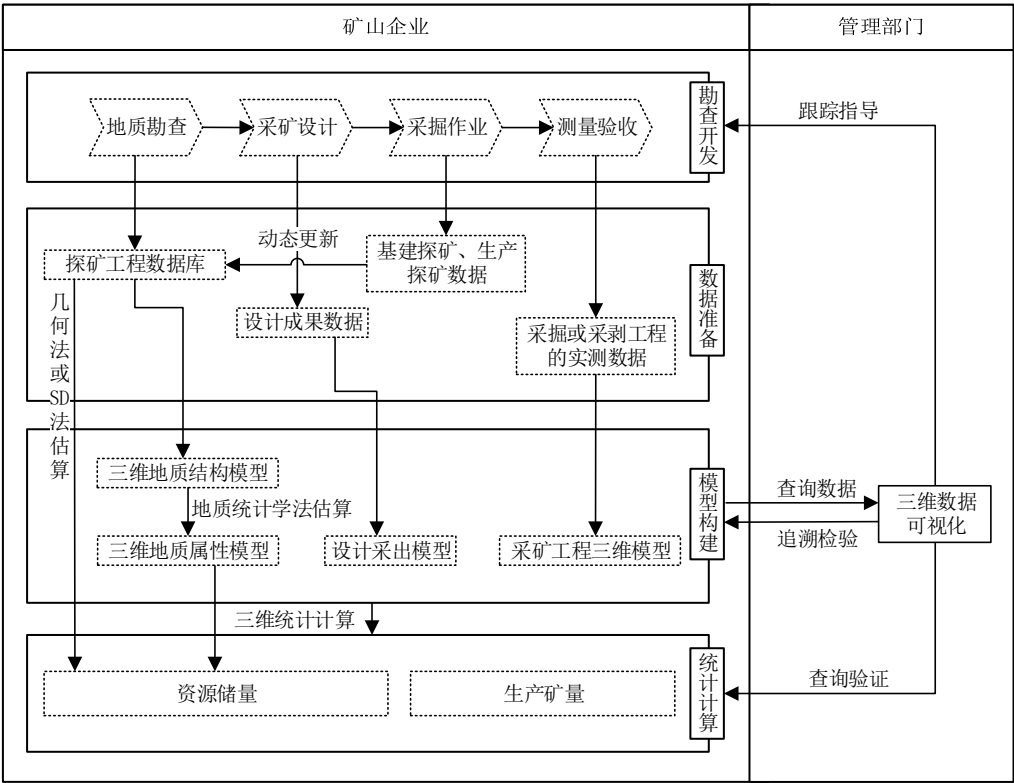 矿山企业
管理部门
地质勘查
采矿设计
采掘作业
测量验收
勘查开发
跟踪指导
动态更新
探矿工程数据库
基建探矿、生产
探矿数据
设计成果数据
采掘或采剥工程
的实测数据
数据准备
几何法或SD法估算
三维地质结构模型
地质统计学法估算
三维地质属性模型
设计采出模型
采矿工程三维模型
模型构建
查询数据
追溯检验
三维数据
可视化
三维统计计算
资源储量
生产矿量
统计计算
查询验证